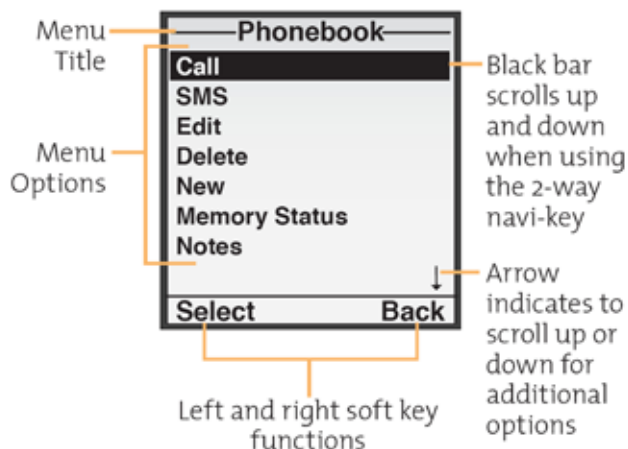 Menu
Title
Phonebook
Call
SMS
Edit
Delete
New
Memory Status
Notes
↓
Select
Back
Menu
Options
Black bar
scrolls up
and down
when using
the 2-way
navi-key
Arrow
indicates to
scroll up or
down for
additional
options
Left and right soft key
functions